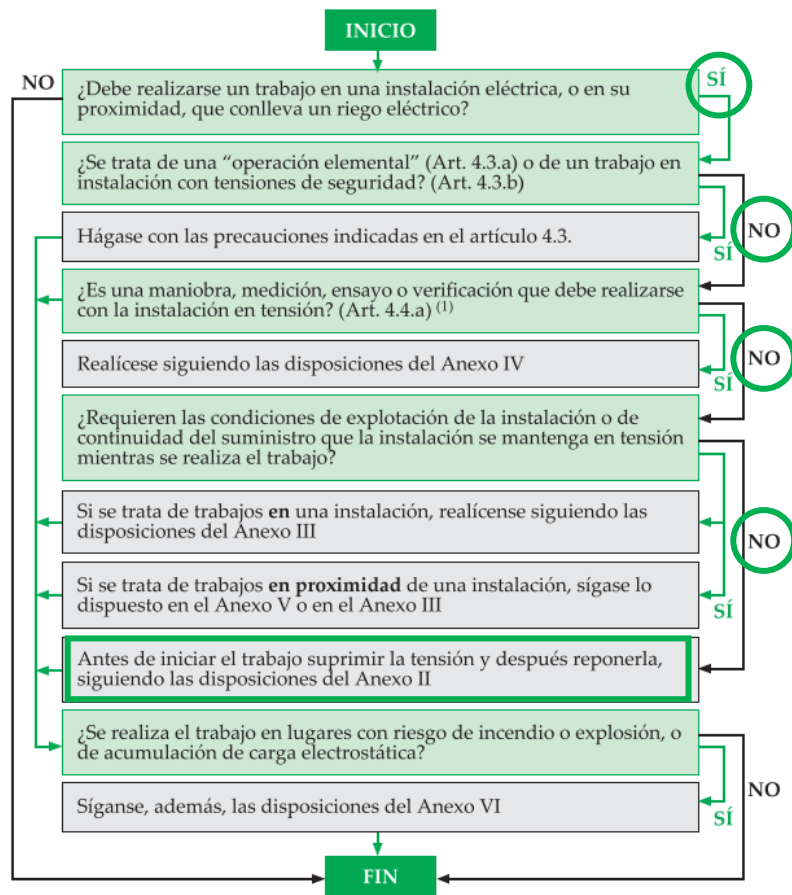 INICIO
NO
¿Debe realizarse un trabajo en una instalación eléctrica, o en su
proximidad, que conlleva un riego eléctrico?
SÍ
¿Se trata de una “operación elemental” (Art. 4.3.a) o de un trabajo en
instalación con tensiones de seguridad? (Art. 4.3.b)
NO
Hágase con las precauciones indicadas en el artículo 4.3.
SÍ
¿Es una maniobra, medición, ensayo o verificación que debe realizarse
con la instalación en tensión? (Art. 4.4.a) (1)
NO
Realícese siguiendo las disposiciones del Anexo IV
SÍ
¿Requieren las condiciones de explotación de la instalación o de
continuidad del suministro que la instalación se mantenga en tensión
mientras se realiza el trabajo?
Si se trata de trabajos en una instalación, realícense siguiendo las
disposiciones del Anexo III
NO
Si se trata de trabajos en proximidad de una instalación, sígase lo
dispuesto en el Anexo V o en el Anexo III
SÍ
Antes de iniciar el trabajo suprimir la tensión y después reponerla,
siguiendo las disposiciones del Anexo II
¿Se realiza el trabajo en lugares con riesgo de incendio o explosión, o
de acumulación de carga electrostática?
NO
Síganse, además, las disposiciones del Anexo VI
SÍ
FIN